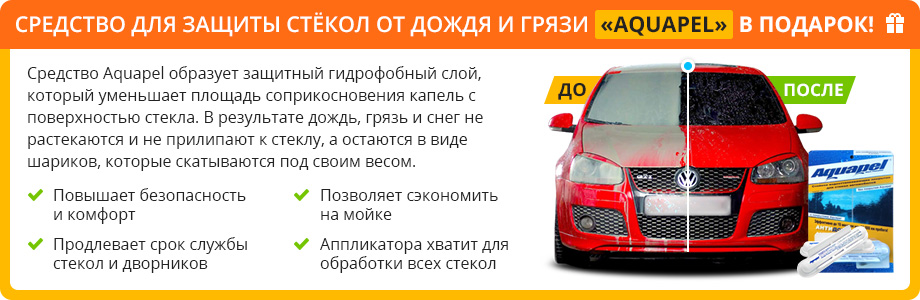 СРЕДСТВО ДЛЯ ЗАЩИТЫ СТЁКОЛ ОТ ДОЖДЯ И ГРЯЗИ «AQUAPEL» В ПОДАРОК!
Средство Aquapel образует защитный гидрофобный слой,
который уменьшает площадь соприкосновения капель с
поверхностью стекла. В результате дождь, грязь и снег не
растекаются и не прилипают к стеклу, а остаются в виде
шариков, которые скатываются под своим весом.
Повышает безопасность
и комфорт
Позволяет сэкономить
на мойке
Продлевает срок службы
стекол и дворников
Аппликатора хватит для
обработки всех стекол
ДО
ПОСЛЕ
GTI
Aquapel